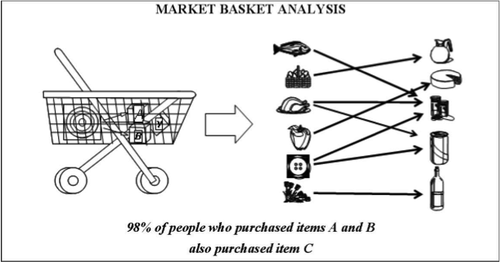 MARKET BASKET ANALYSIS
B
98% of people who purchased items A and B
also purchased item C